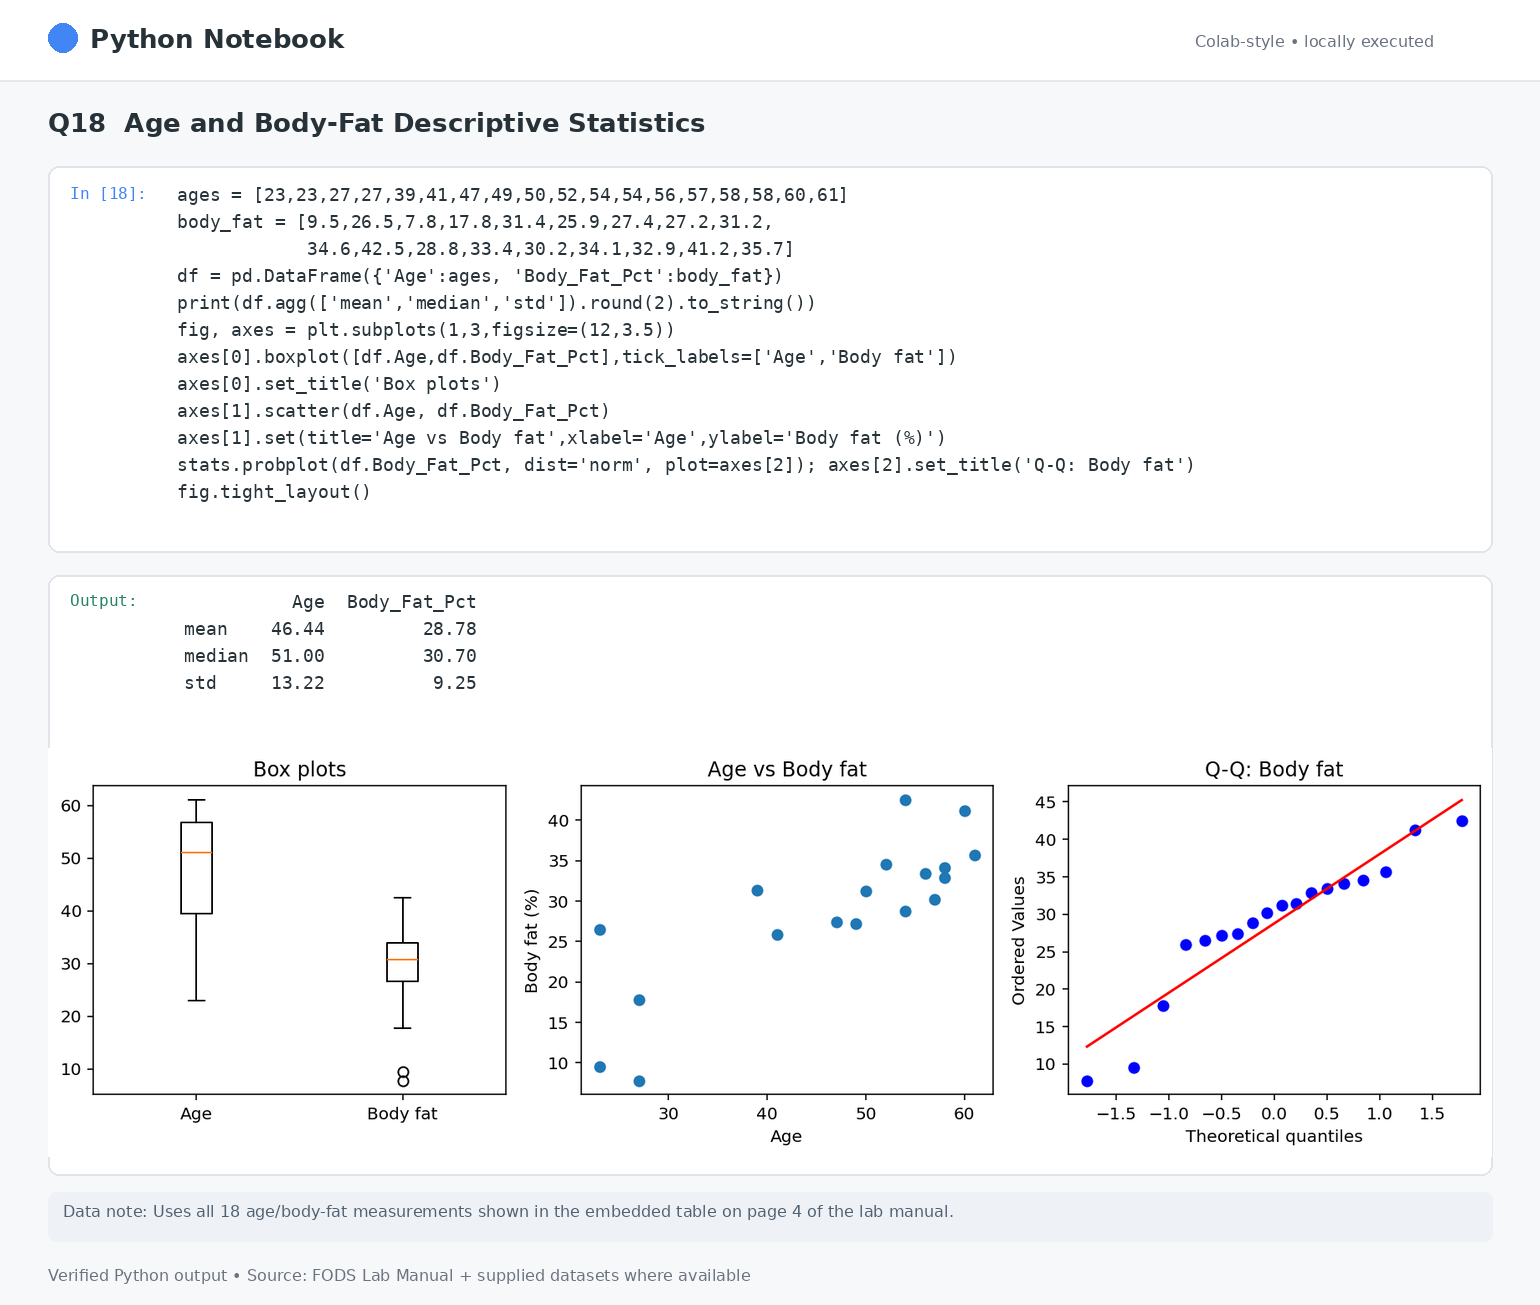 Python Notebook
Colab-style • locally executed
Q18  Age and Body-Fat Descriptive Statistics
In [18]:
ages = [23,23,27,27,39,41,47,49,50,52,54,54,56,57,58,58,60,61]
body_fat = [9.5,26.5,7.8,17.8,31.4,25.9,27.4,27.2,31.2,
            34.6,42.5,28.8,33.4,30.2,34.1,32.9,41.2,35.7]
df = pd.DataFrame({'Age':ages, 'Body_Fat_Pct':body_fat})
print(df.agg(['mean','median','std']).round(2).to_string())
fig, axes = plt.subplots(1,3,figsize=(12,3.5))
axes[0].boxplot([df.Age,df.Body_Fat_Pct],tick_labels=['Age','Body fat'])
axes[0].set_title('Box plots')
axes[1].scatter(df.Age, df.Body_Fat_Pct)
axes[1].set(title='Age vs Body fat',xlabel='Age',ylabel='Body fat (%)')
stats.probplot(df.Body_Fat_Pct, dist='norm', plot=axes[2]); axes[2].set_title('Q-Q: Body fat')
fig.tight_layout()
Output:
          Age  Body_Fat_Pct
mean    46.44         28.78
median  51.00         30.70
std     13.22          9.25
Box plots
60
50
40
30
20
10
Age Body fat
Age vs Body fat
Body fat (%)
40
35
30
25
20
15
10
30 40 50 60
Age
Q-Q: Body fat
Ordered Values
45
40
35
30
25
20
15
10
−1.5 −1.0 −0.5 0.0 0.5 1.0 1.5
Theoretical quantiles
Data note: Uses all 18 age/body-fat measurements shown in the embedded table on page 4 of the lab manual.
Verified Python output • Source: FODS Lab Manual + supplied datasets where available